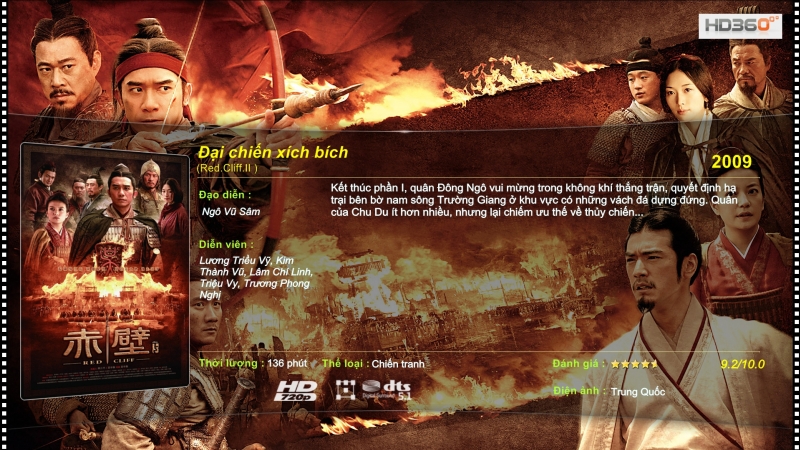 HD360
Đại chiến xích bích
(Red.Cliff.II )
2009
Đạo diễn :
Ngô Vũ Sâm
Kết thúc phần I, quân Đông Ngô vui mừng trong không khí thắng trận, quyết định hạ
trại bên bờ nam sông Trường Giang ở khu vực có những vách đá dựng đứng. Quân
của Chu Du ít hơn nhiều, nhưng lại chiếm ưu thế về thủy chiến...
Diễn viên :
Lương Triều Vỹ, Kim
Thành Vũ, Lâm Chí Linh,
Triệu Vy, Trương Phong
Nghị
赤壁
RED CLIFF
Thời lượng : 136 phút
Thể loại : Chiến tranh
Đánh giá :
9.2/10.0
HD
720p
dts
5.1
Điện ảnh : Trung Quốc